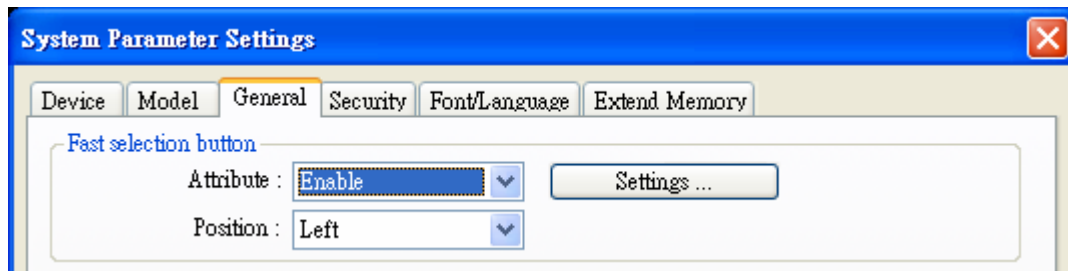 System Parameter Settings
Device Model General Security Font/Language Extend Memory
Fast selection button
Attribute : Enable Settings ...
Position : Left